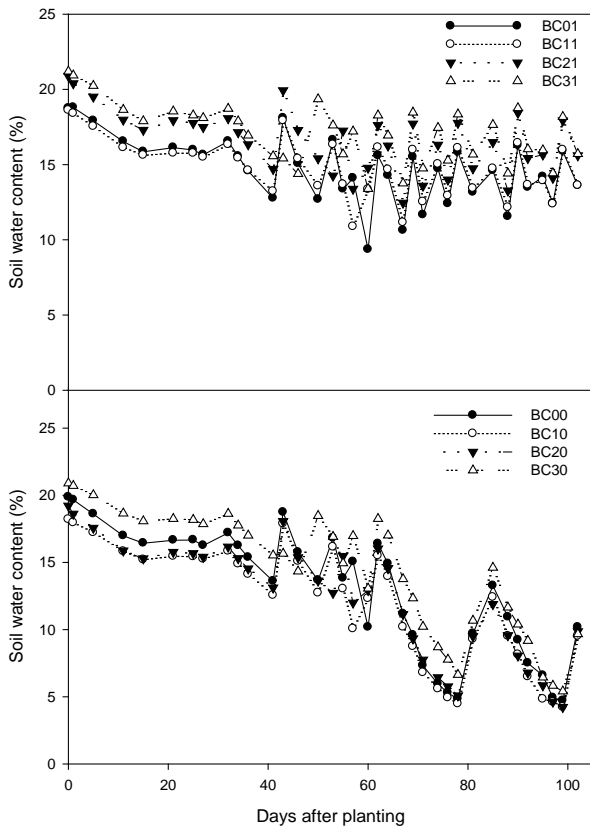 25
20
15
10
5
0
Soil water content (%)
BC01
BC11
BC21
BC31
25
20
15
10
5
0
Soil water content (%)
BC00
BC10
BC20
BC30
0 20 40 60 80 100
Days after planting